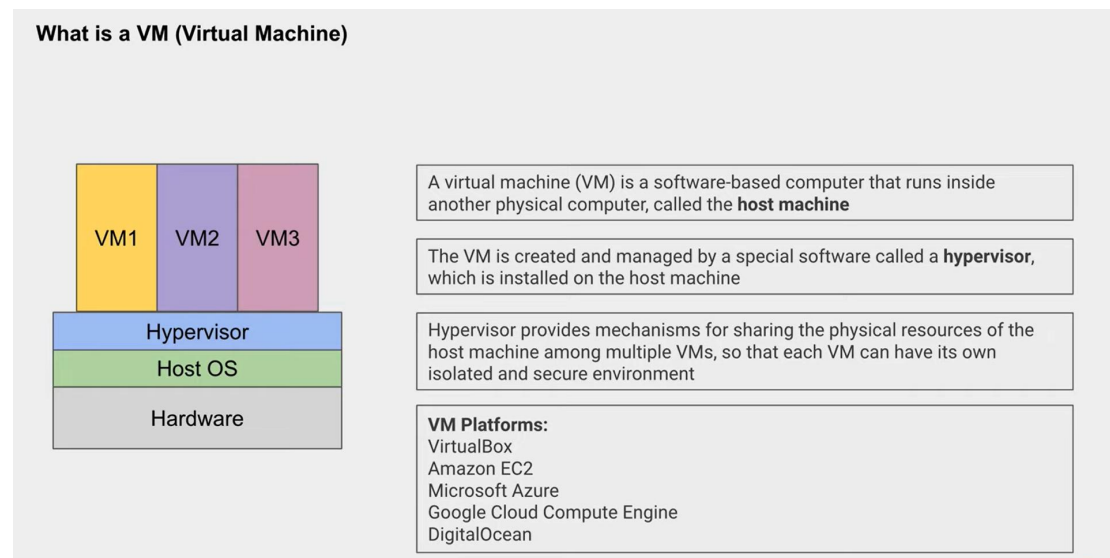 What is a VM (Virtual Machine)
VM1
VM2
VM3
Hypervisor
Host OS
Hardware
A virtual machine (VM) is a software-based computer that runs inside
another physical computer, called the host machine
The VM is created and managed by a special software called a hypervisor,
which is installed on the host machine
Hypervisor provides mechanisms for sharing the physical resources of the
host machine among multiple VMs, so that each VM can have its own
isolated and secure environment
VM Platforms:
VirtualBox
Amazon EC2
Microsoft Azure
Google Cloud Compute Engine
DigitalOcean